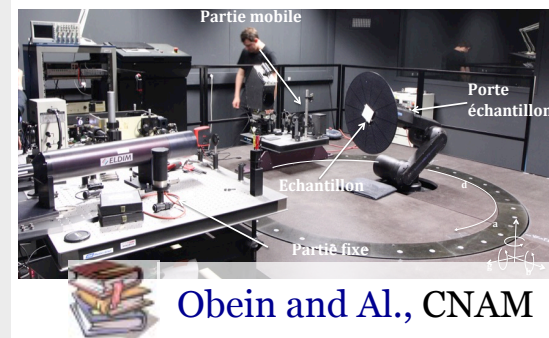 Partie mobile
Porte
échantillon
ELDIM
Echantillon
d
a
Partie fixe
Obein and Al., CNAM